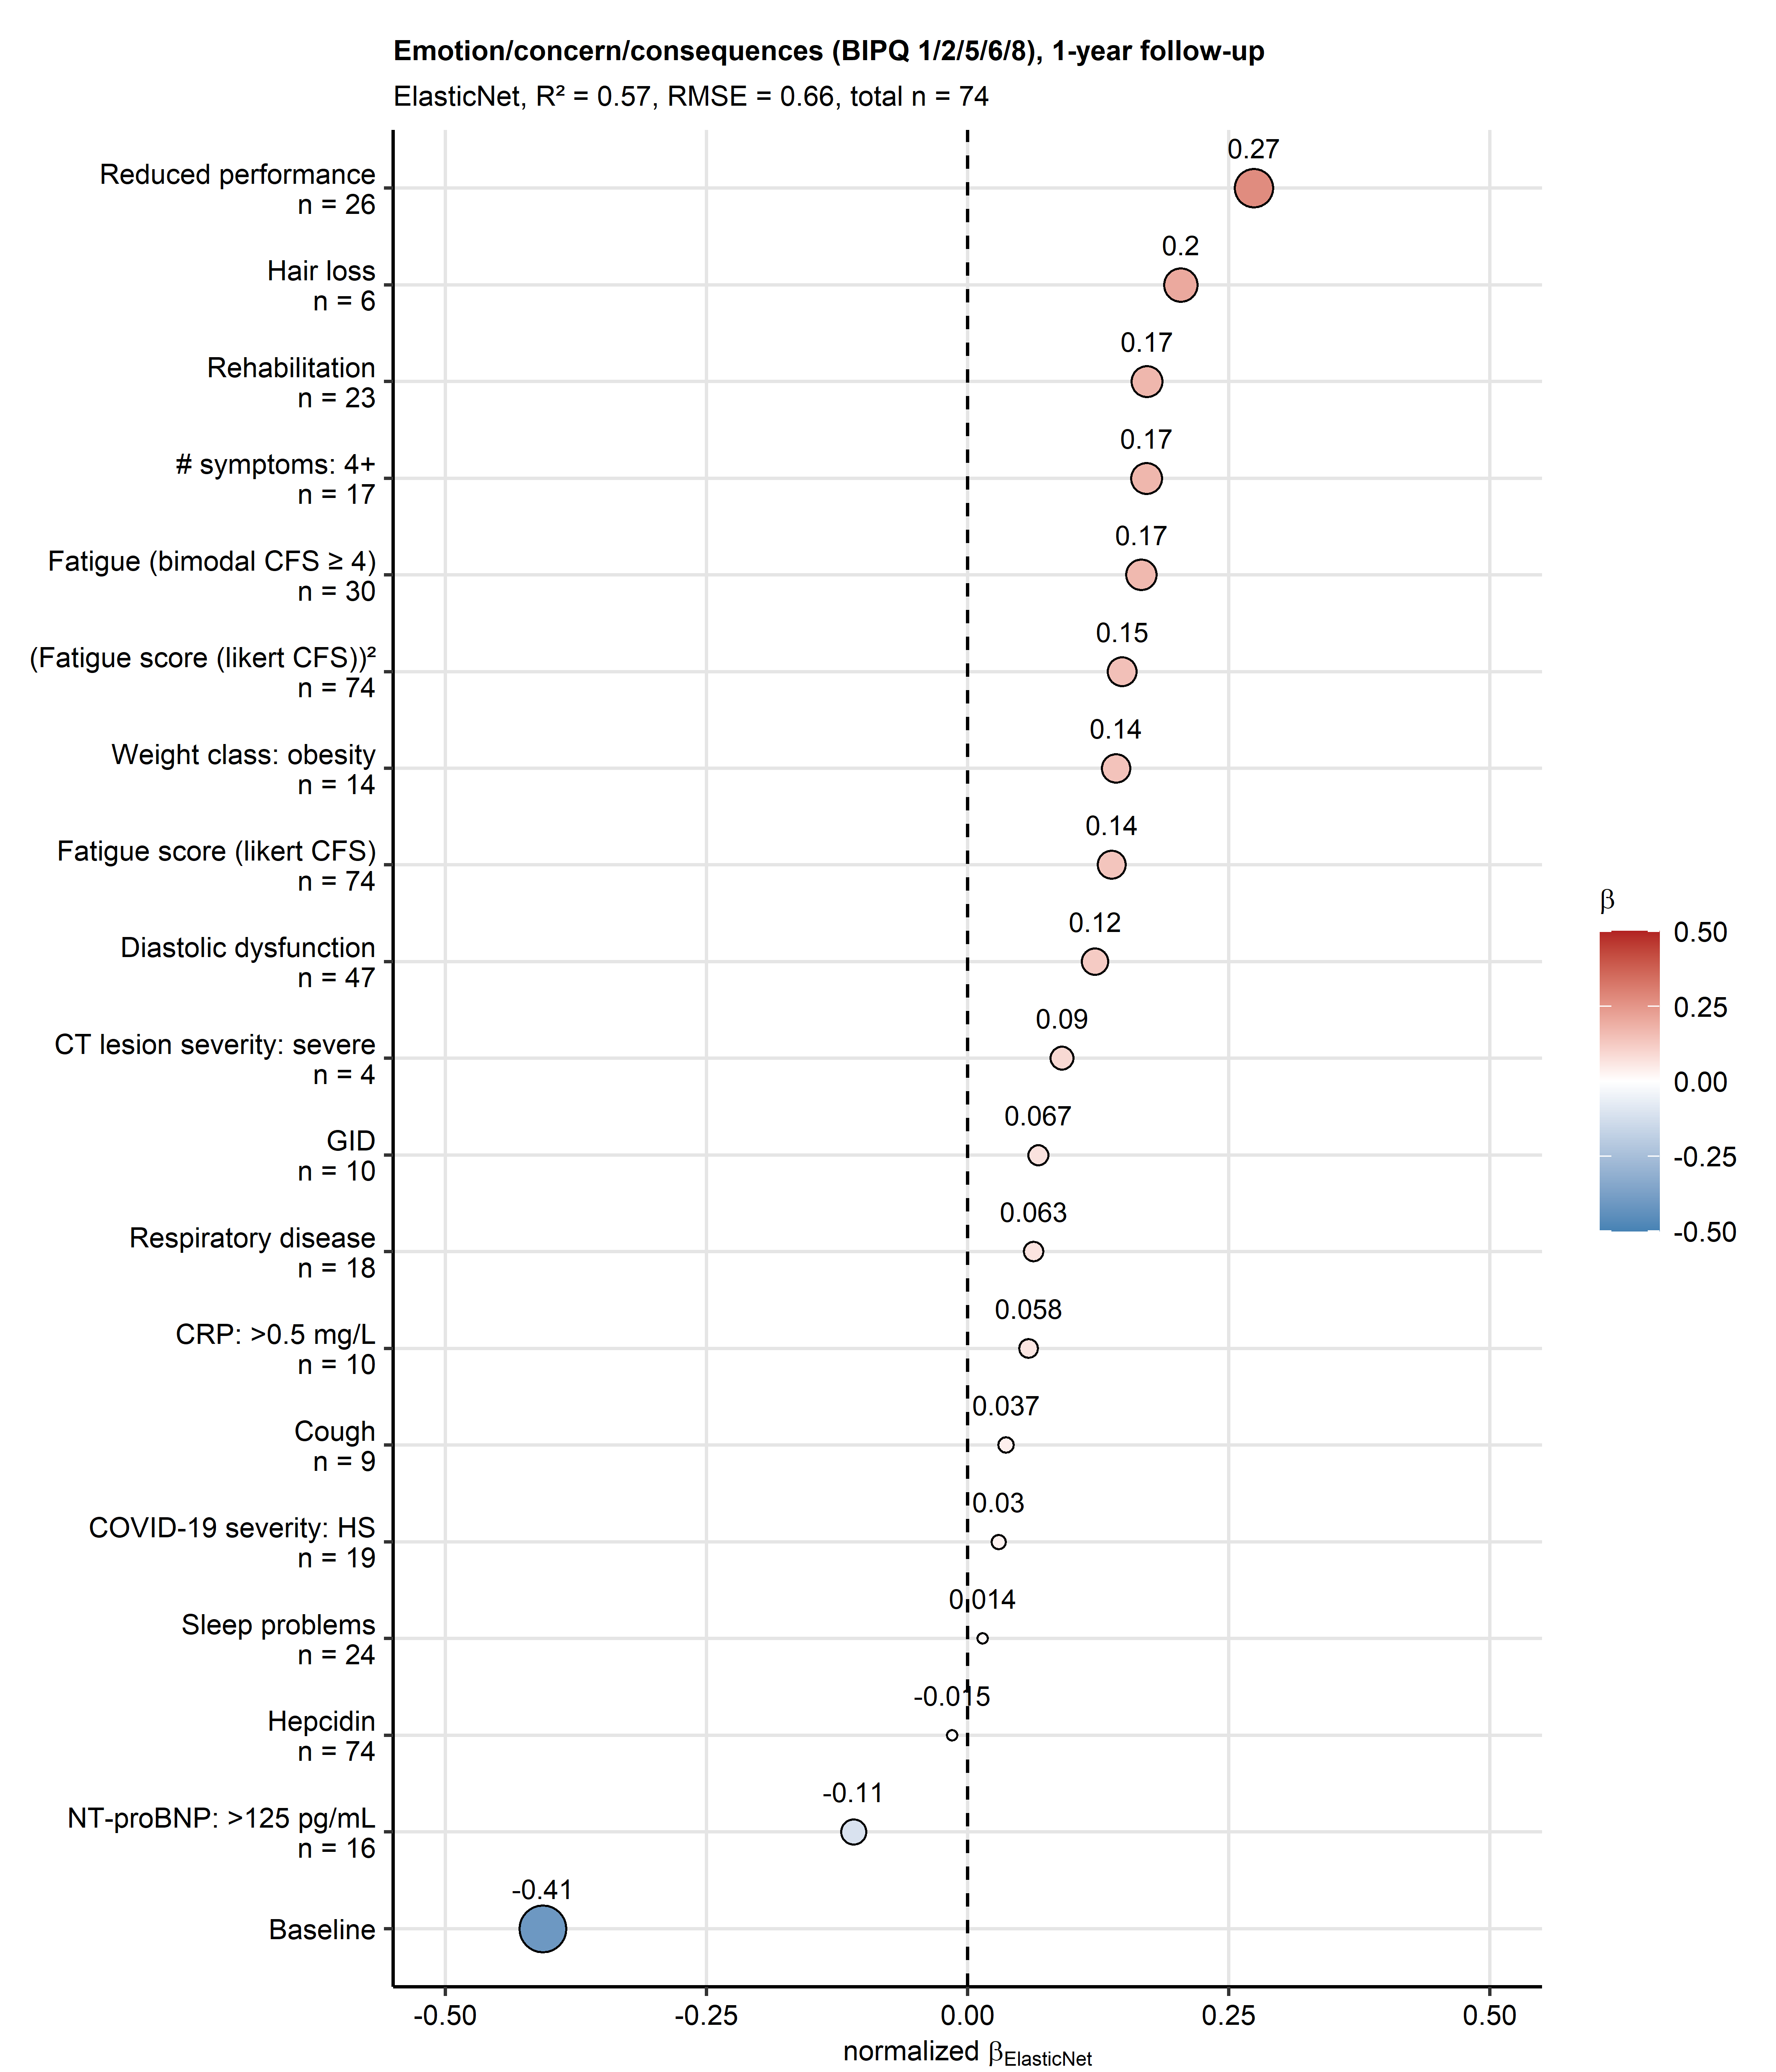 Emotion/concern/consequences (BIPQ 1/2/5/6/8), 1-year follow-up
ElasticNet, R² = 0.57, RMSE = 0.66, total n = 74
Reduced performance
n = 26
0.27
Hair loss
n = 6
0.2
Rehabilitation
n = 23
0.17
# symptoms: 4+
n = 17
0.17
Fatigue (bimodal CFS ≥ 4)
n = 30
0.17
(Fatigue score (likert CFS))²
n = 74
0.15
Weight class: obesity
n = 14
0.14
Fatigue score (likert CFS)
n = 74
0.14
Diastolic dysfunction
n = 47
0.12
CT lesion severity: severe
n = 4
0.09
GID
n = 10
0.067
Respiratory disease
n = 18
0.063
CRP: >0.5 mg/L
n = 10
0.058
Cough
n = 9
0.037
COVID-19 severity: HS
n = 19
0.03
Sleep problems
n = 24
0.014
Hepcidin
n = 74
-0.015
NT-proBNP: >125 pg/mL
n = 16
-0.11
Baseline
-0.41
-0.50 -0.25 0.00 0.25 0.50
normalized β ElasticNet
β
0.50
0.25
0.00
-0.25
-0.50